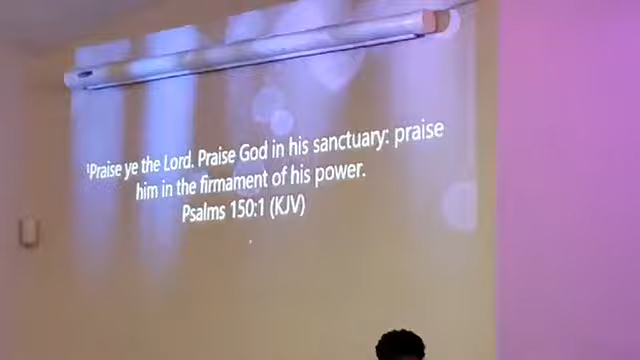 ¹Praise ye the Lord. Praise God in his sanctuary: praise
him in the firmament of his power.
Psalms 150:1 (KJV)